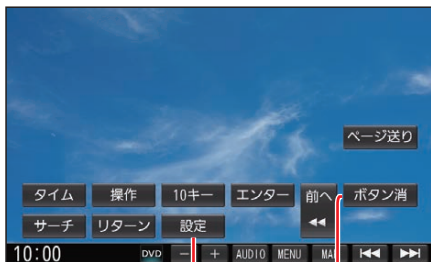 ページ送り
タイム 操作 10キー エンター 前へ ボタン消
サーチ リターン 設定
10:00 DVD － + AUDIO MENU